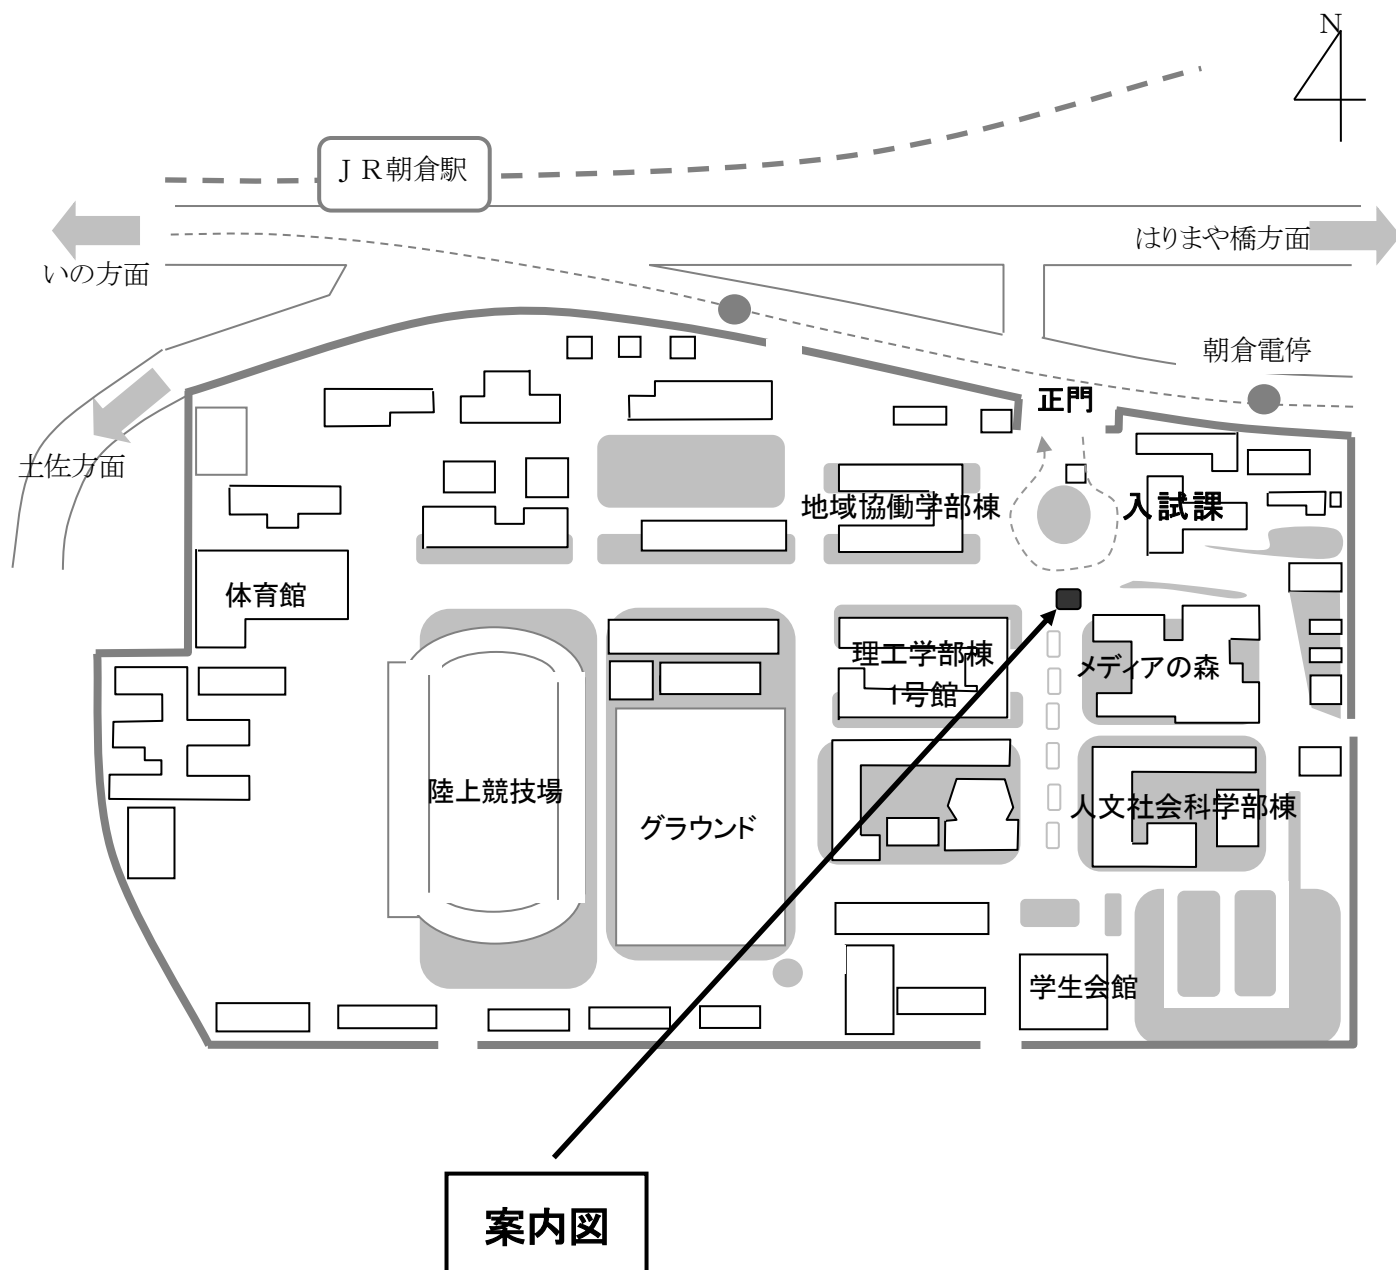 N
ＪＲ朝倉駅
はりまや橋方面
いの方面
朝倉電停
正門
土佐方面
地域協働学部棟
入試課
体育館
理工学部棟
1号館
メディアの森
陸上競技場
グラウンド
人文社会科学部棟
学生会館
案内図